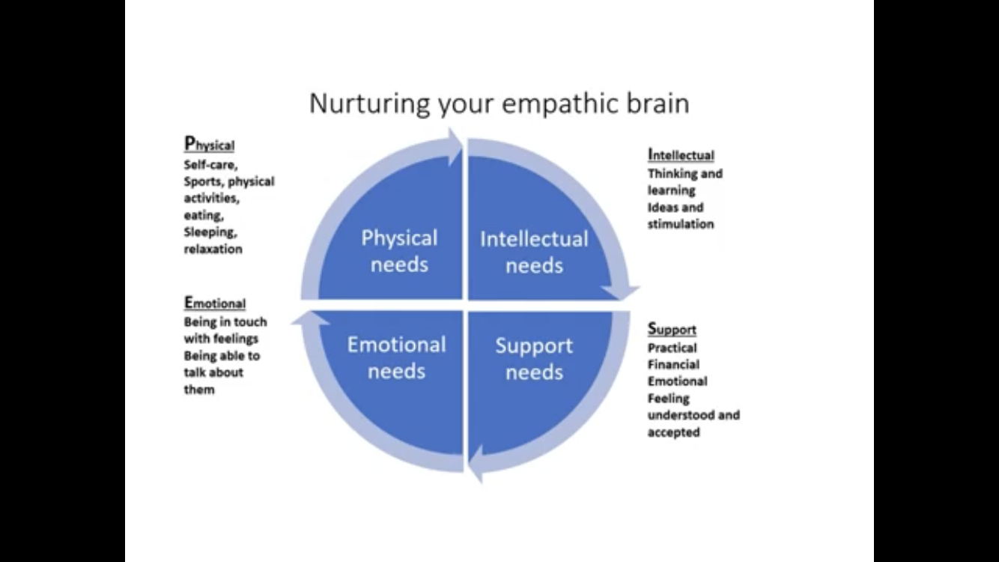 Nurturing your empathic brain
Physical
Self-care,
Sports, physical
activities,
eating,
Sleeping,
relaxation
Intellectual
Thinking and
learning
Ideas and
stimulation
Physical
needs
Intellectual
needs
Emotional
Being in touch
with feelings
Being able to
talk about
them
Emotional
needs
Support
needs
Support
Practical
Financial
Emotional
Feeling
understood and
accepted